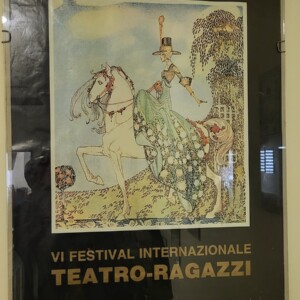 VI FESTIVAL INTERNAZIONALE
TEATRO-RAGAZZI